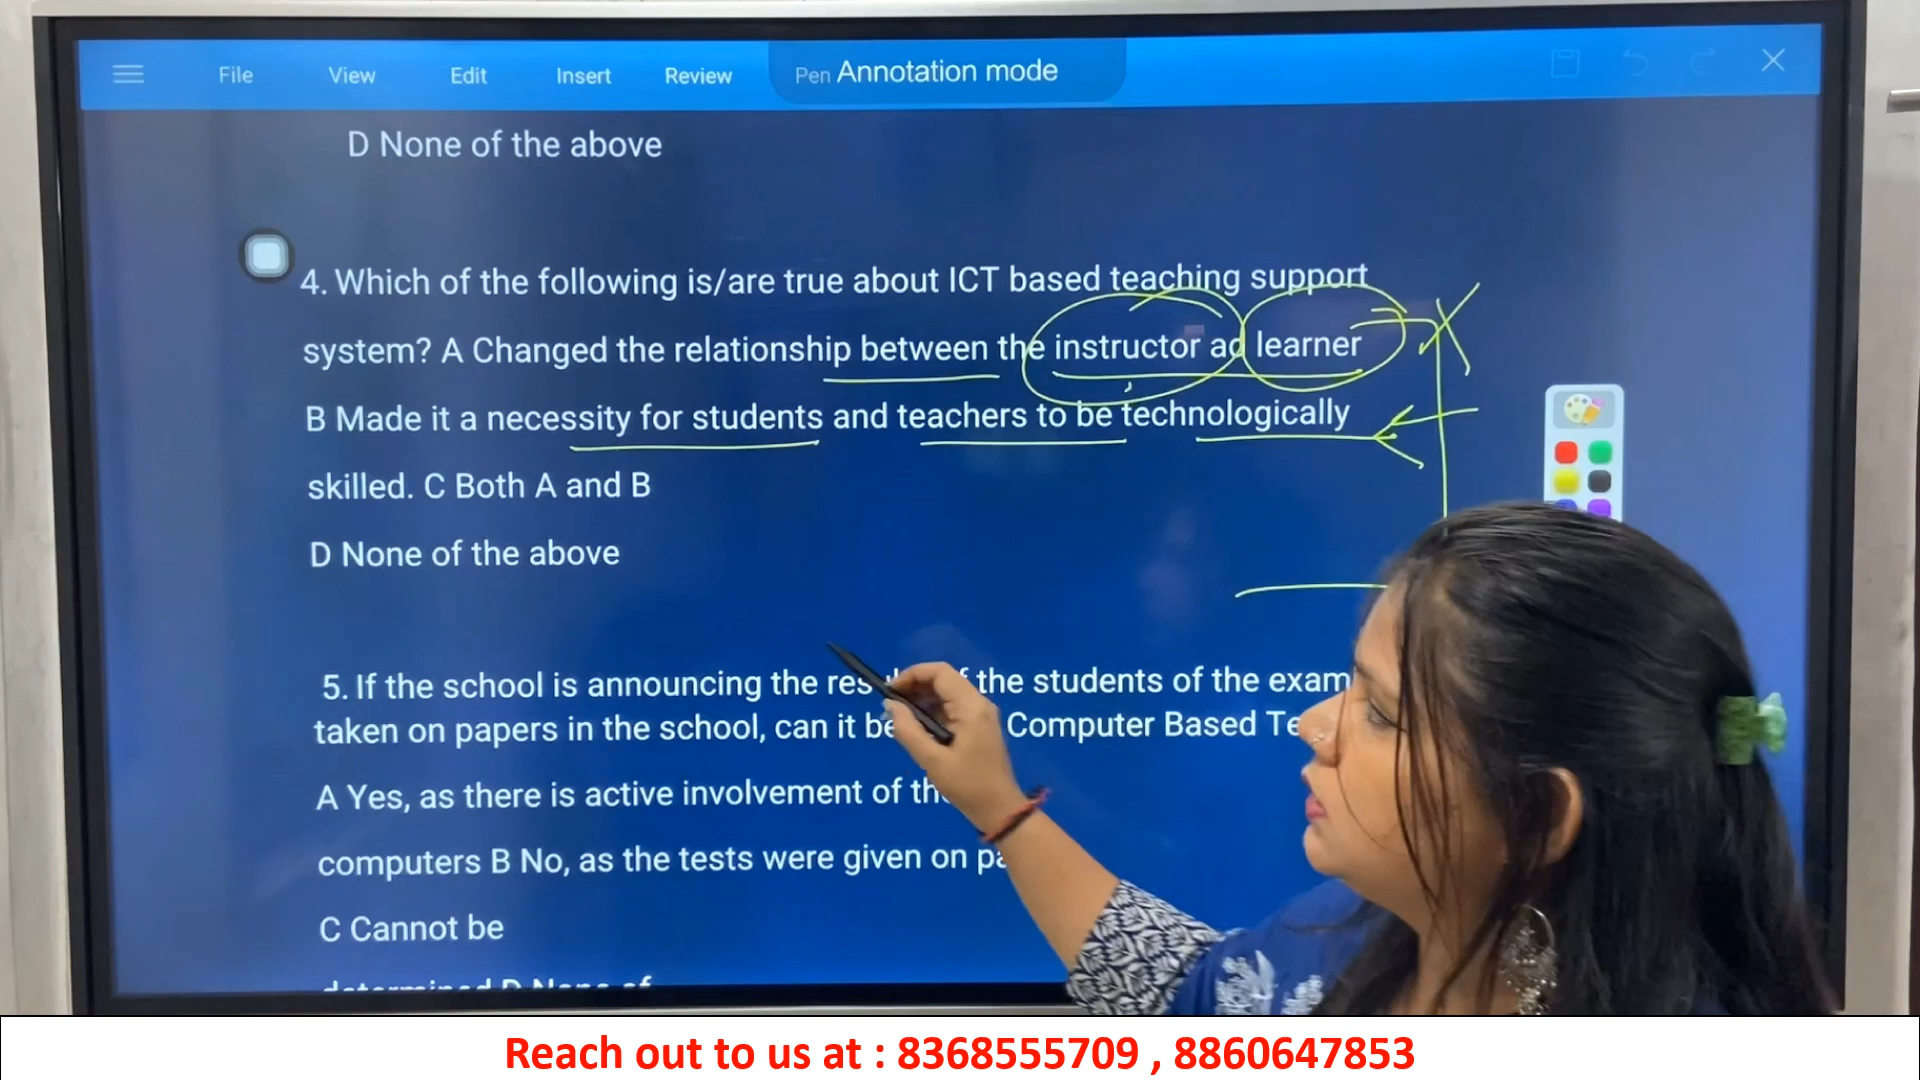 File View Edit Insert Review Pen Annotation mode
D None of the above
4. Which of the following is/are true about ICT based teaching support
system? A Changed the relationship between the instructor ad learner
B Made it a necessity for students and teachers to be technologically
skilled. C Both A and B
D None of the above
5. If the school is announcing the the students of the exam
taken on papers in the school, can it be Computer Based
A Yes, as there is active involvement of
computers B No, as the tests were given on
C Cannot be
determined D None of
Reach out to us at : 8368555709 , 8860647853